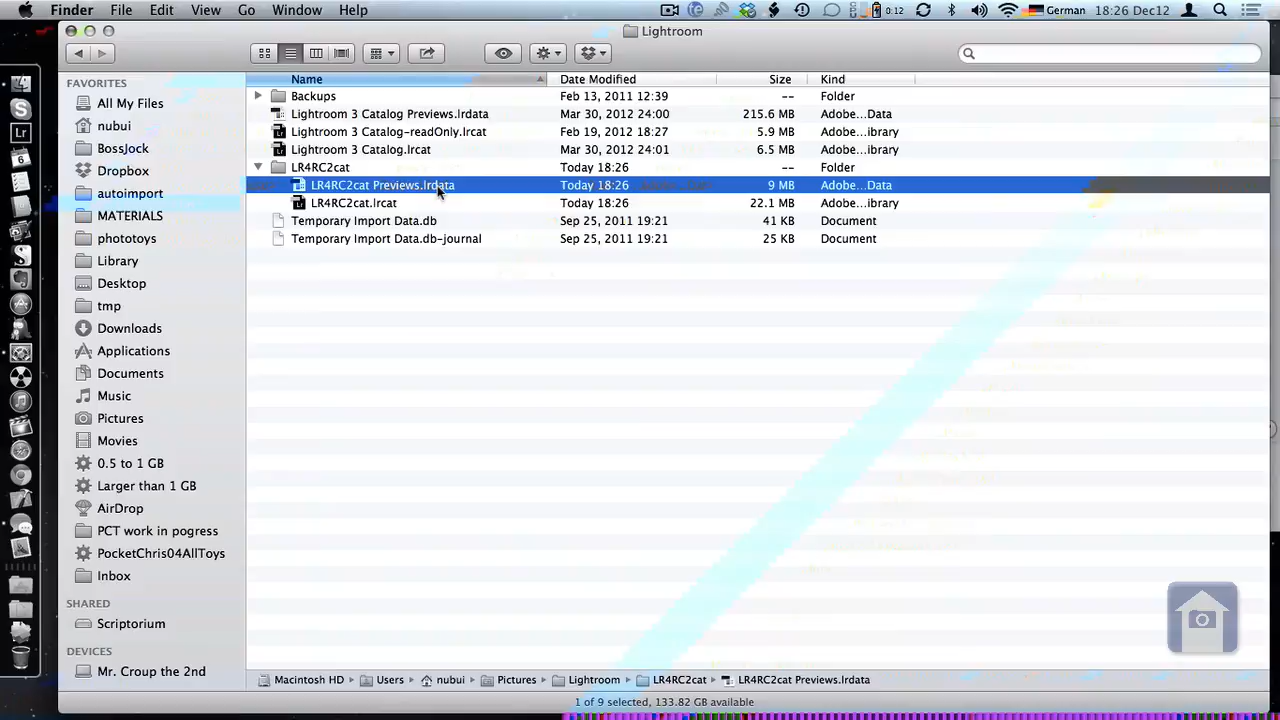 Finder File Edit View Go Window Help 0:12 German 18:26 Dec12
Lightroom
Name Date Modified Size Kind
Backups Feb 13, 2011 12:39 -- Folder
Lightroom 3 Catalog Previews.lrdata Mar 30, 2012 24:00 215.6 MB Adobe...Data
Lightroom 3 Catalog-readOnly.lrcat Feb 19, 2012 18:27 5.9 MB Adobe...ibrary
Lightroom 3 Catalog.lrcat Mar 30, 2012 24:01 6.5 MB Adobe...ibrary
LR4RC2cat Today 18:26 -- Folder
LR4RC2cat Previews.lrdata Today 18:26 9 MB Adobe...Data
LR4RC2cat.lrcat Today 18:26 22.1 MB Adobe...ibrary
Temporary Import Data.db Sep 25, 2011 19:21 41 KB Document
Temporary Import Data.db-journal Sep 25, 2011 19:21 25 KB Document
FAVORITES
All My Files
nubui
BossJock
Dropbox
autoimport
MATERIALS
phototoys
Library
Desktop
tmp
Downloads
Applications
Documents
Music
Pictures
Movies
0.5 to 1 GB
Larger than 1 GB
AirDrop
PCT work in pogress
PocketChris04AllToys
Inbox
SHARED
Scriptorium
DEVICES
Mr. Croup the 2nd
Lr
6
Macintosh HD Users nubui Pictures Lightroom LR4RC2cat LR4RC2cat Previews.lrdata
1 of 9 selected, 133.82 GB available